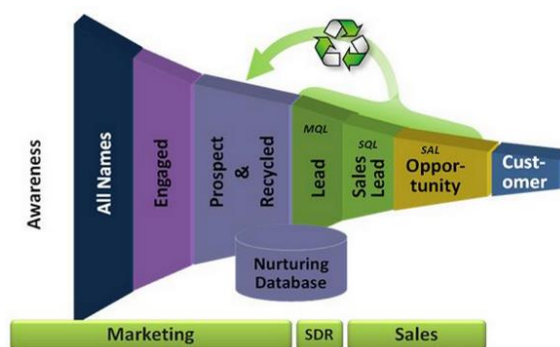 Awareness
All Names
Engaged
Prospect
&
Recycled
MQL
Lead
SQL
Sales
Lead
SAL
Oppor-
tunity
Cust-
omer
Nurturing
Database
Marketing
SDR
Sales